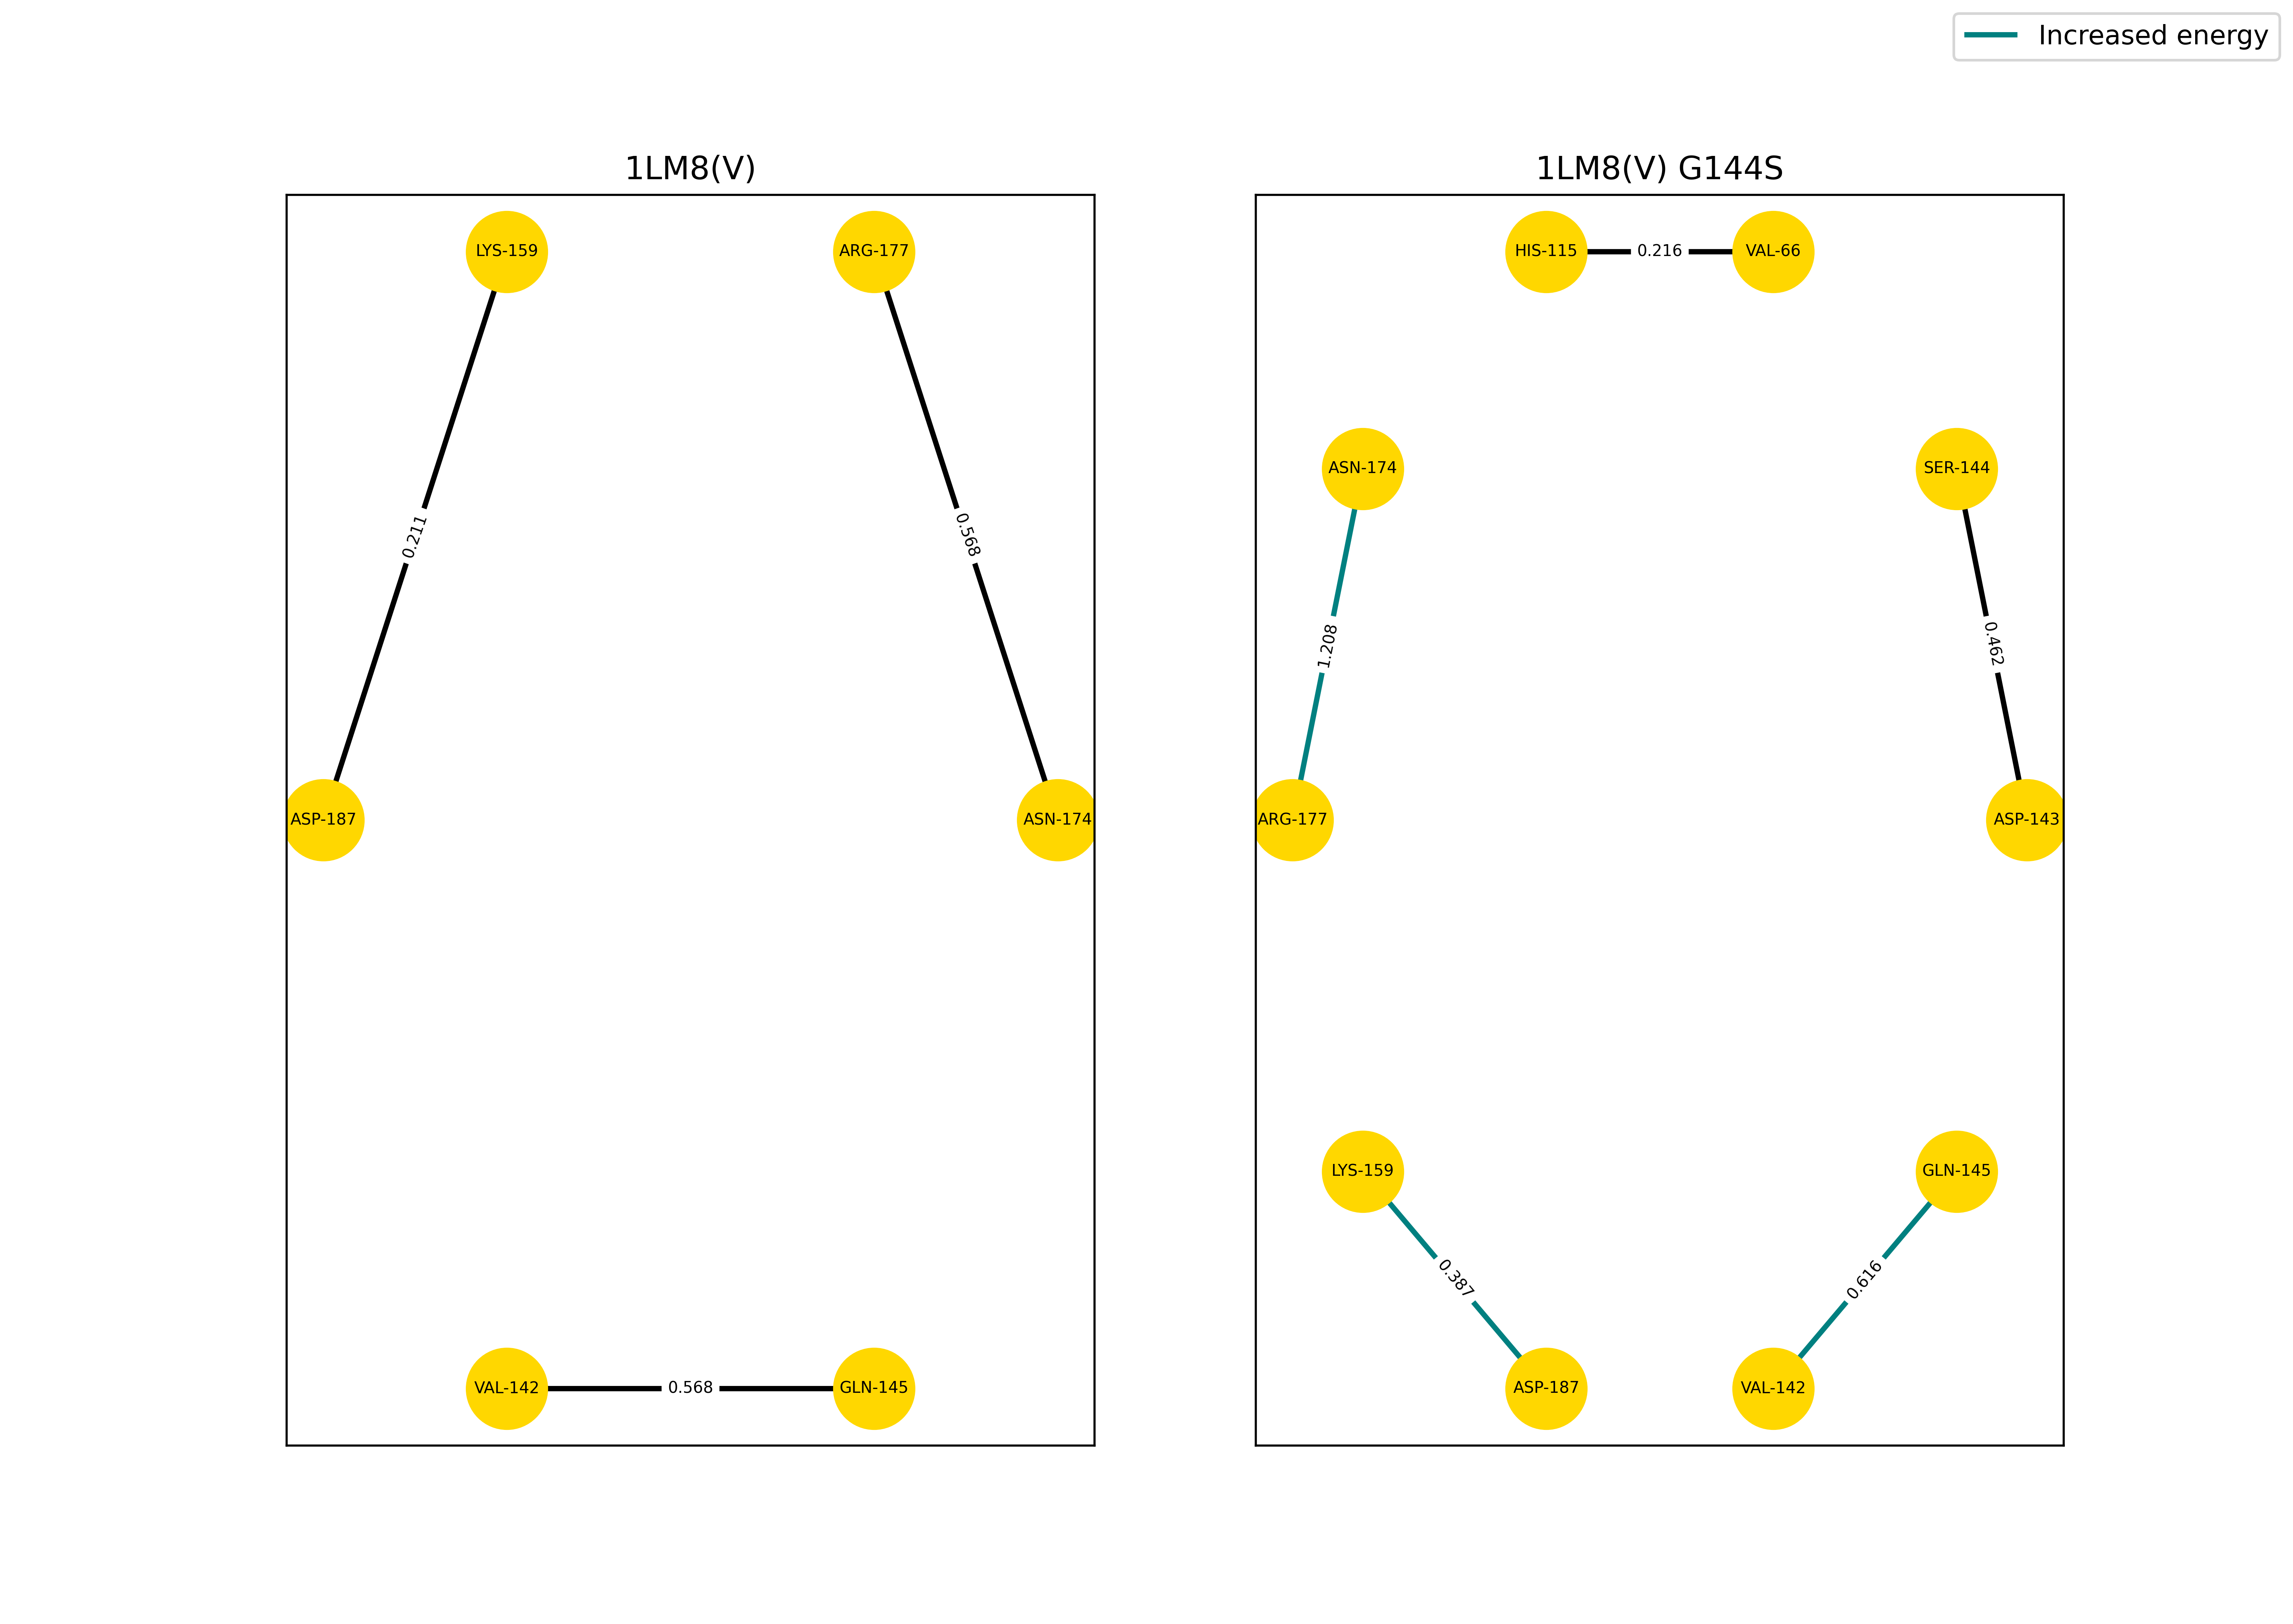 Increased energy
1LM8(V)
LYS-159
ARG-177
0.211
0.568
ASP-187
ASN-174
VAL-142
0.568
GLN-145
1LM8(V) G144S
HIS-115
0.216
VAL-66
ASN-174
SER-144
1.208
0.462
ARG-177
ASP-143
LYS-159
GLN-145
0.387
0.616
ASP-187
VAL-142